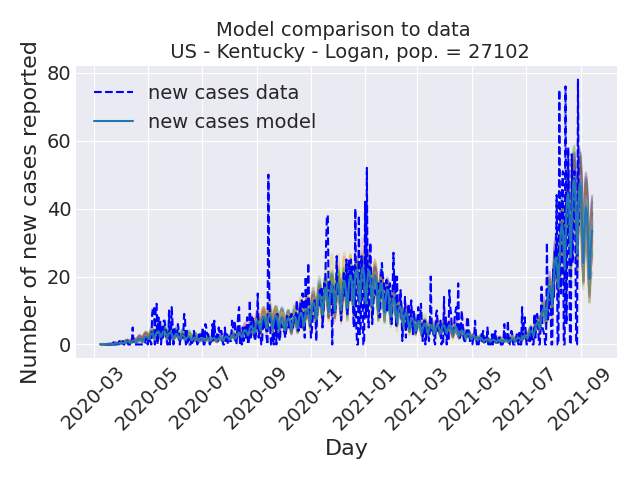 Model comparison to data
US - Kentucky - Logan, pop. = 27102
Number of new cases reported
80
60
40
20
0
new cases data
new cases model
2020-03
2020-05
2020-07
2020-09
2020-11
2021-01
2021-03
2021-05
2021-07
2021-09
Day